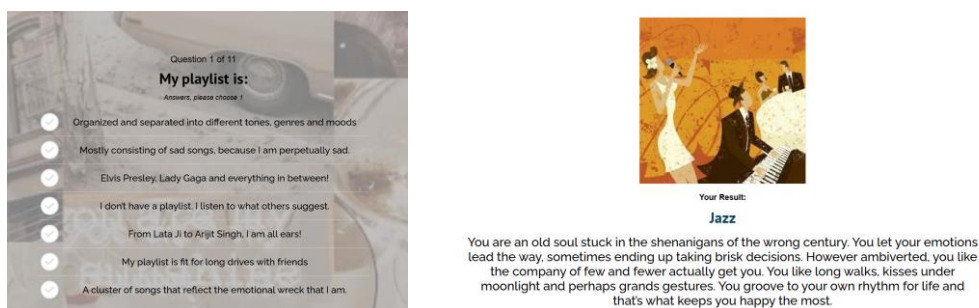 Question 1 of 11
My playlist is:
Answers, please choose 1
Organized and separated into different tones, genres and moods
Mostly consisting of sad songs, because I am perpetually sad.
Elvis Presley, Lady Gaga and everything in between!
I don't have a playlist. I listen to what others suggest.
From Lata Ji to Arijit Singh, I am all ears!
My playlist is fit for long drives with friends
A cluster of songs that reflect the emotional wreck that I am.
Your Result:
Jazz
You are an old soul stuck in the shenanigans of the wrong century. You let your emotions
lead the way, sometimes ending up taking brisk decisions. However ambiverted, you like
the company of few and fewer actually get you. You like long walks, kisses under
moonlight and perhaps grands gestures. You groove to your own rhythm for life and
that's what keeps you happy the most.